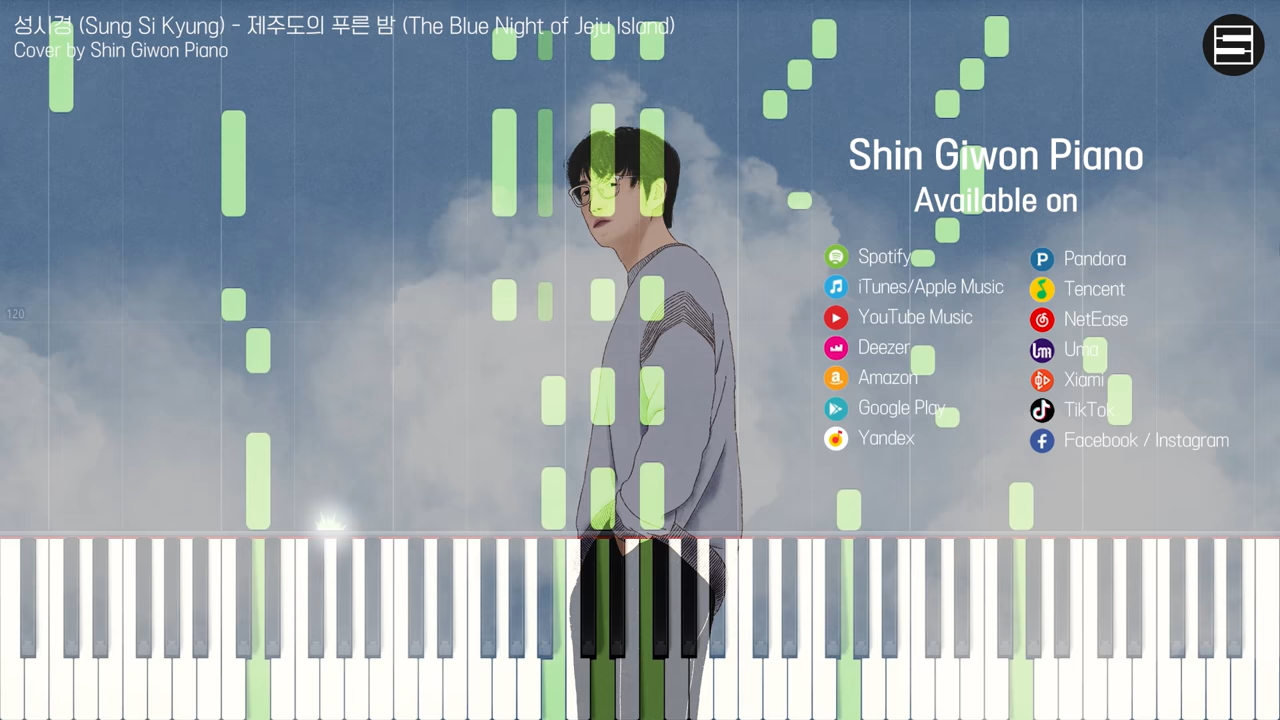 성시경 (Sung Si Kyung) - 제주도의 푸른 밤 (The Blue Night of Jeju Island)
Cover by Shin Giwon Piano
Shin Giwon Piano
Available on
Spotify
iTunes/Apple Music
YouTube Music
Deezer
Amazon
Google Play
Yandex
Pandora
Tencent
NetEase
Uma
Xiami
TikTok
Facebook / Instagram
120